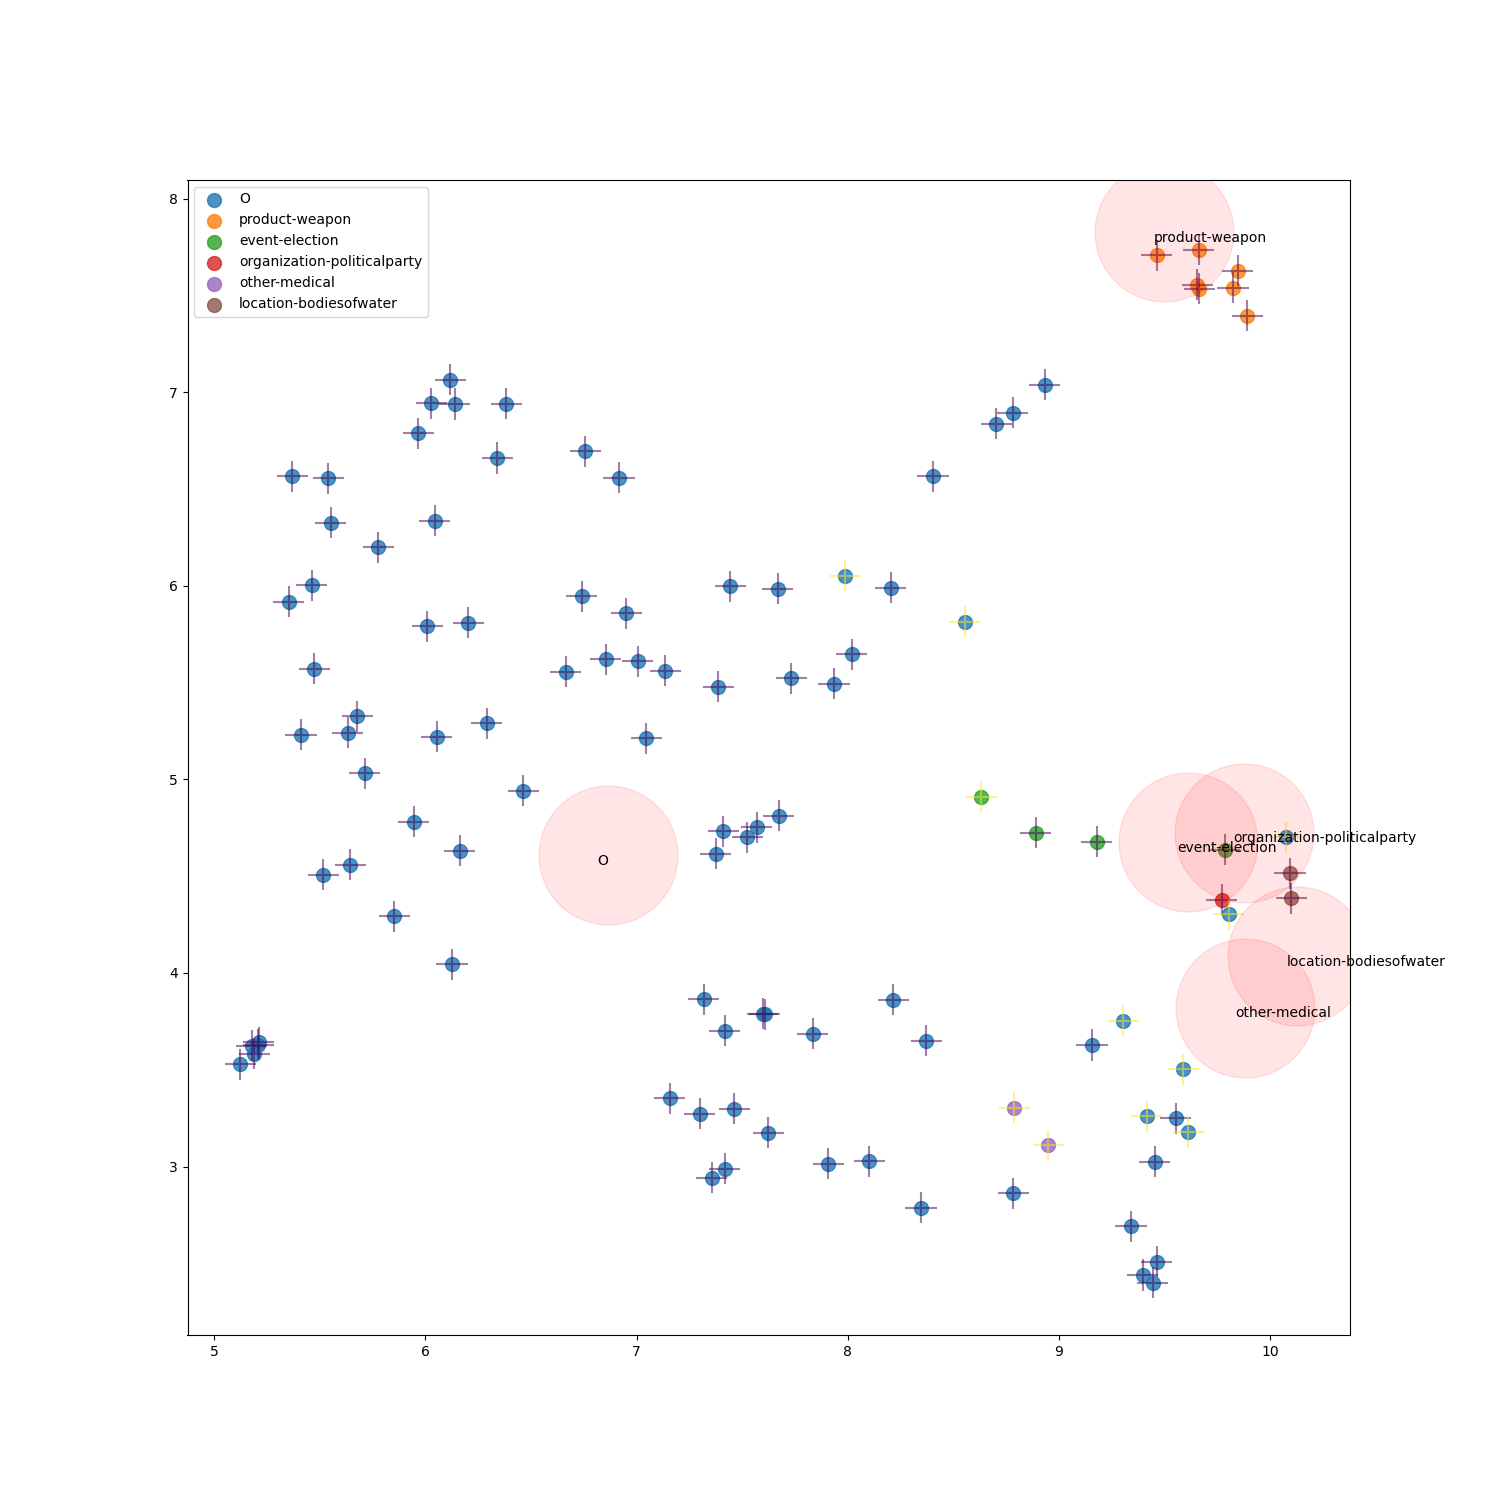 8
O
product-weapon
event-election
organization-politicalparty
other-medical
location-bodiesofwater
product-weapon
7
6
5
organization-politicalparty
event-election
O
4
location-bodiesofwater
other-medical
3
5 6 7 8 9 10